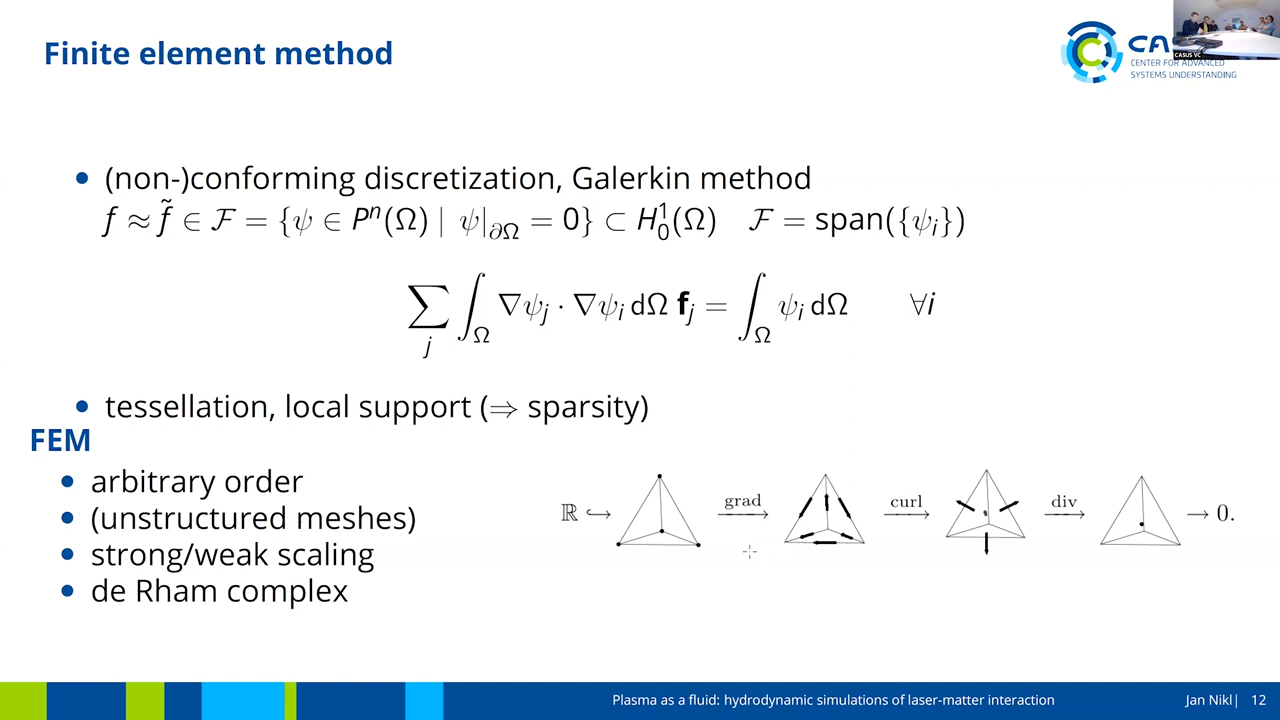 Finite element method
CA
CENTER FOR ADVANCED
SYSTEMS UNDERSTANDING
CASUS VC
• (non-)conforming discretization, Galerkin method
f ≈ f̃ ∈ ℱ = {ψ ∈ Pⁿ(Ω) | ψ|∂Ω = 0} ⊂ H¹₀(Ω) ℱ = span({ψᵢ})
∑ⱼ ∫Ω ∇ψⱼ · ∇ψᵢ dΩ fⱼ = ∫Ω ψᵢ dΩ ∀i
• tessellation, local support (⇒ sparsity)
FEM
• arbitrary order
• (unstructured meshes)
• strong/weak scaling
• de Rham complex
ℝ ↪ grad → curl → div → → 0.
Plasma as a fluid: hydrodynamic simulations of laser-matter interaction
Jan Nikl| 12